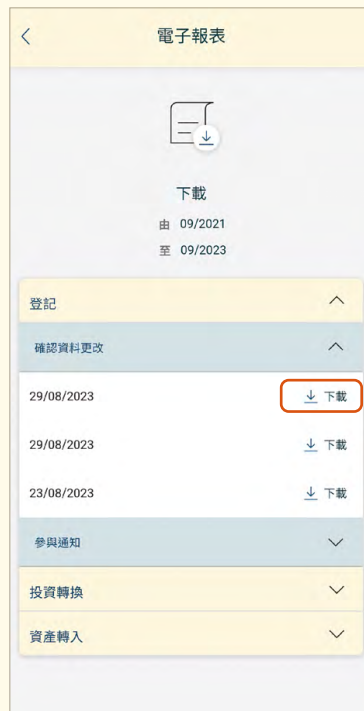 電子報表
下載
由 09/2021
至 09/2023
登記
確認資料更改
29/08/2023 下載
29/08/2023 下載
23/08/2023 下載
參與通知
投資轉換
資產轉入